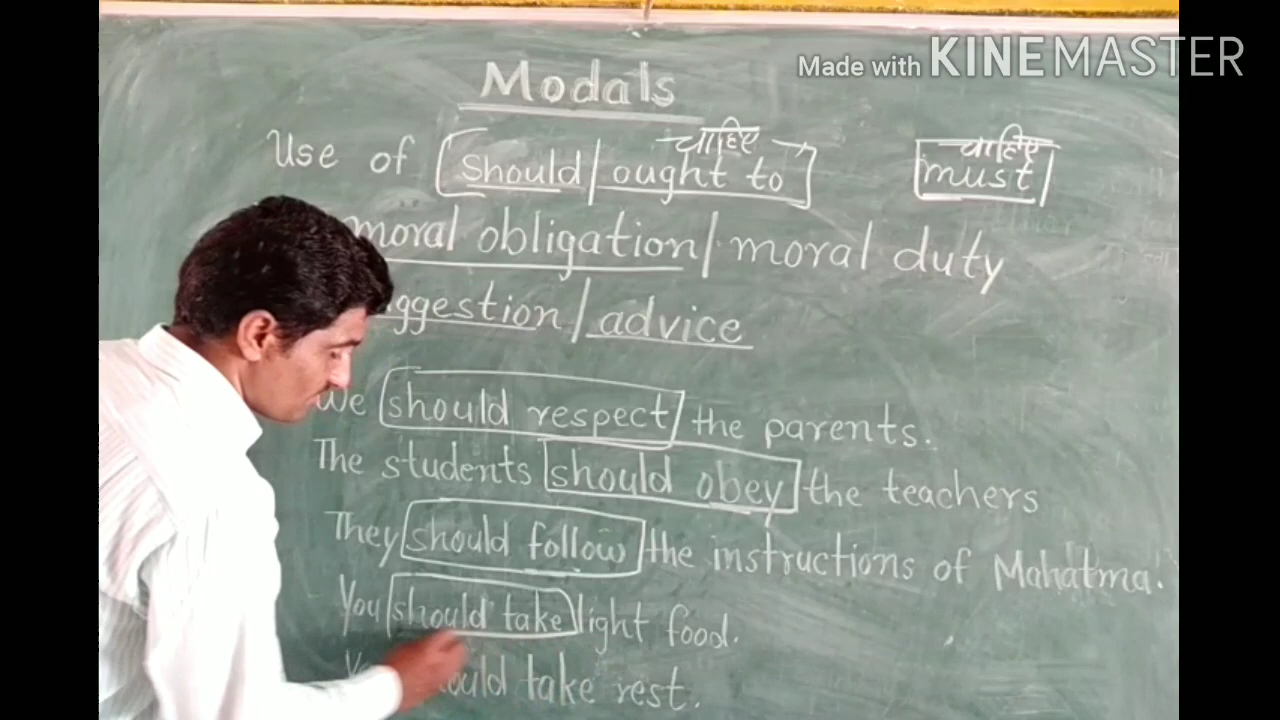 Made with KINEMASTER
Modals
चाहिए चाहिए
Use of should/ought to must
moral obligation/moral duty
ggestion/advice
We should respect the parents.
The students should obey the teachers
They should follow the instructions of Mahatma.
You should take light food.
should take rest.